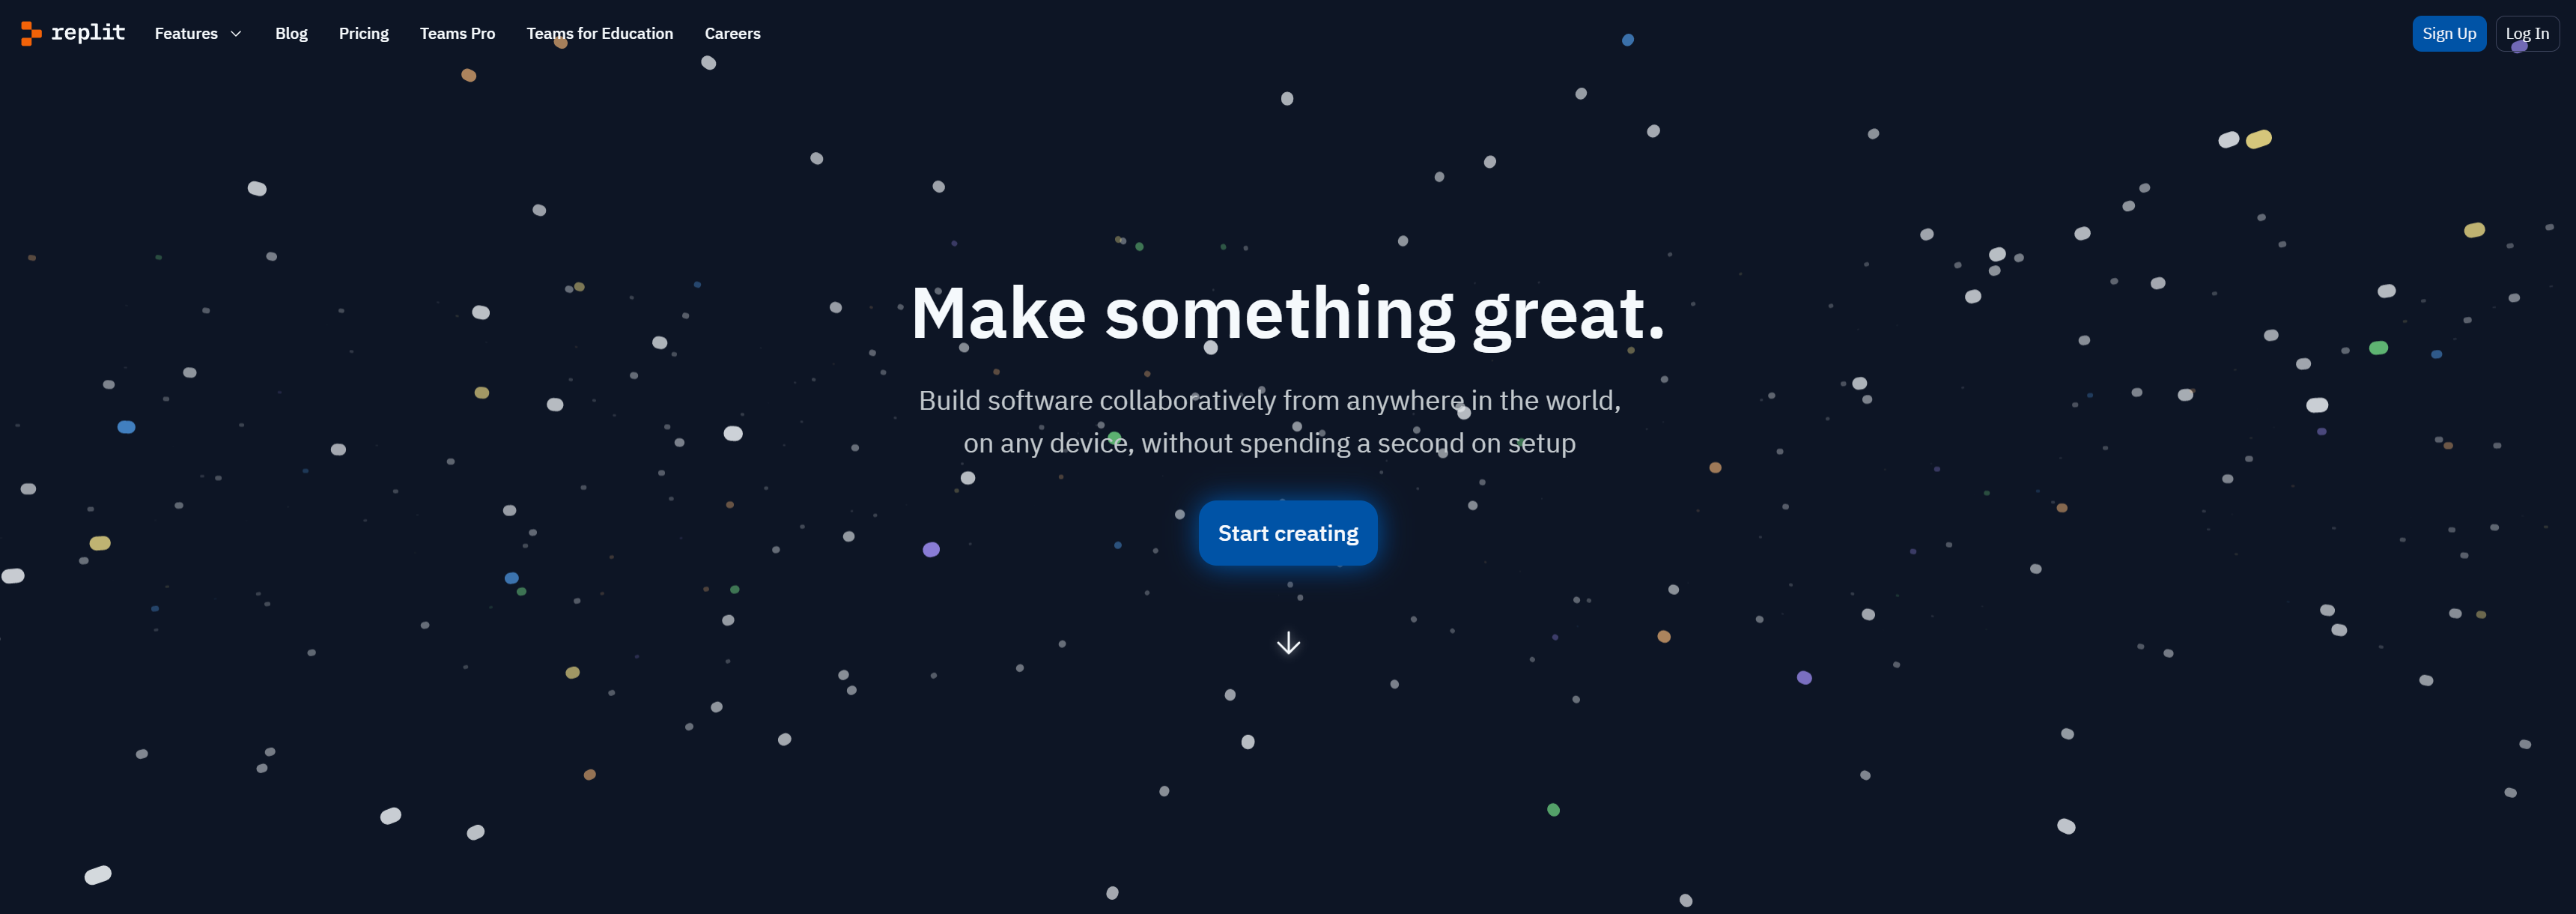 replit Features Blog Pricing Teams Pro Teams for Education Careers Sign Up Log In
Make something great.
Build software collaboratively from anywhere in the world,
on any device, without spending a second on setup
Start creating